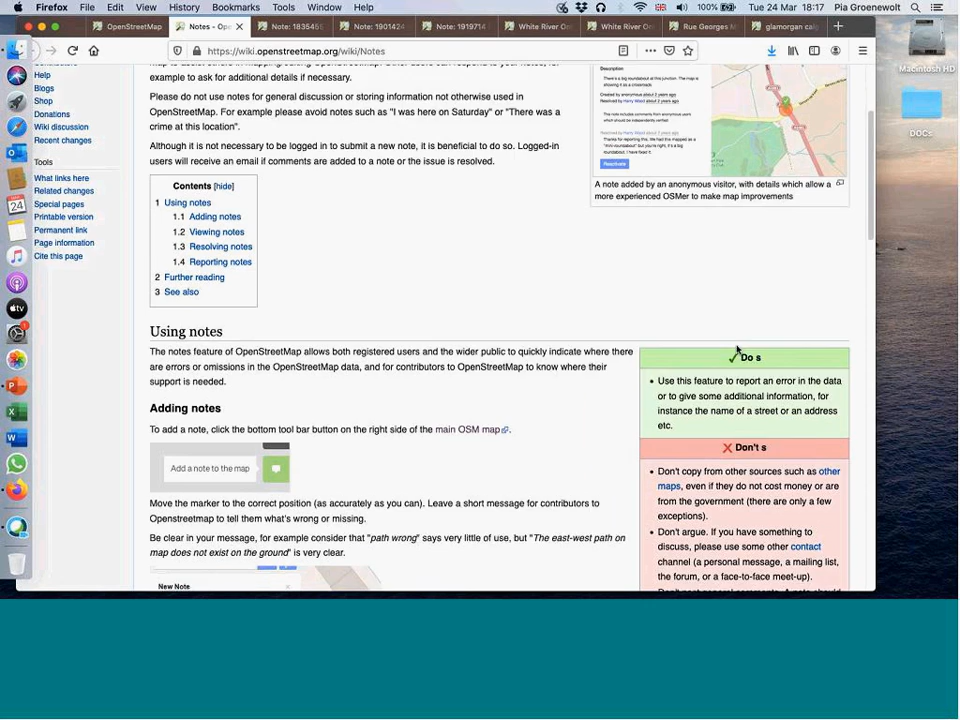 Firefox File Edit View History Bookmarks Tools Window Help 100% Tue 24 Mar 18:17 Pia Groenewolt
OpenStreetMap Notes - Ope Note: 1835458 Note: 1901424 Note: 1919714 White River Or White River Or Rue Georges M glamorgan
https://wiki.openstreetmap.org/wiki/Notes
Help
Blogs
Shop
Donations
Wiki discussion
Recent changes
Tools
What links here
Related changes
Special pages
Printable version
Permanent link
Page information
Cite this page
example to ask for additional details if necessary.
Please do not use notes for general discussion or storing information not otherwise used in
OpenStreetMap. For example please avoid notes such as "I was here on Saturday" or "There was a
crime at this location".
Although it is not necessary to be logged in to submit a new note, it is beneficial to do so. Logged-in
users will receive an email if comments are added to a note or the issue is resolved.
Description
A note added by an anonymous visitor, with details which allow a
more experienced OSMer to make map improvements
Contents [hide]
1 Using notes
1.1 Adding notes
1.2 Viewing notes
1.3 Resolving notes
1.4 Reporting notes
2 Further reading
3 See also
Using notes
The notes feature of OpenStreetMap allows both registered users and the wider public to quickly indicate where there
are errors or omissions in the OpenStreetMap data, and for contributors to OpenStreetMap to know where their
support is needed.
Adding notes
To add a note, click the bottom tool bar button on the right side of the main OSM map.
Add a note to the map
Move the marker to the correct position (as accurately as you can). Leave a short message for contributors to
Openstreetmap to tell them what's wrong or missing.
Be clear in your message, for example consider that "path wrong" says very little of use, but "The east-west path on
map does not exist on the ground" is very clear.
New Note
Do s
Use this feature to report an error in the data
or to give some additional information, for
instance the name of a street or an address
etc.
Don't s
Don't copy from other sources such as other
maps, even if they do not cost money or are
from the government (there are only a few
exceptions).
Don't argue. If you have something to
discuss, please use some other contact
channel (a personal message, a mailing list,
the forum, or a face-to-face meet-up).
Macintosh HD
DOCs
24
tv